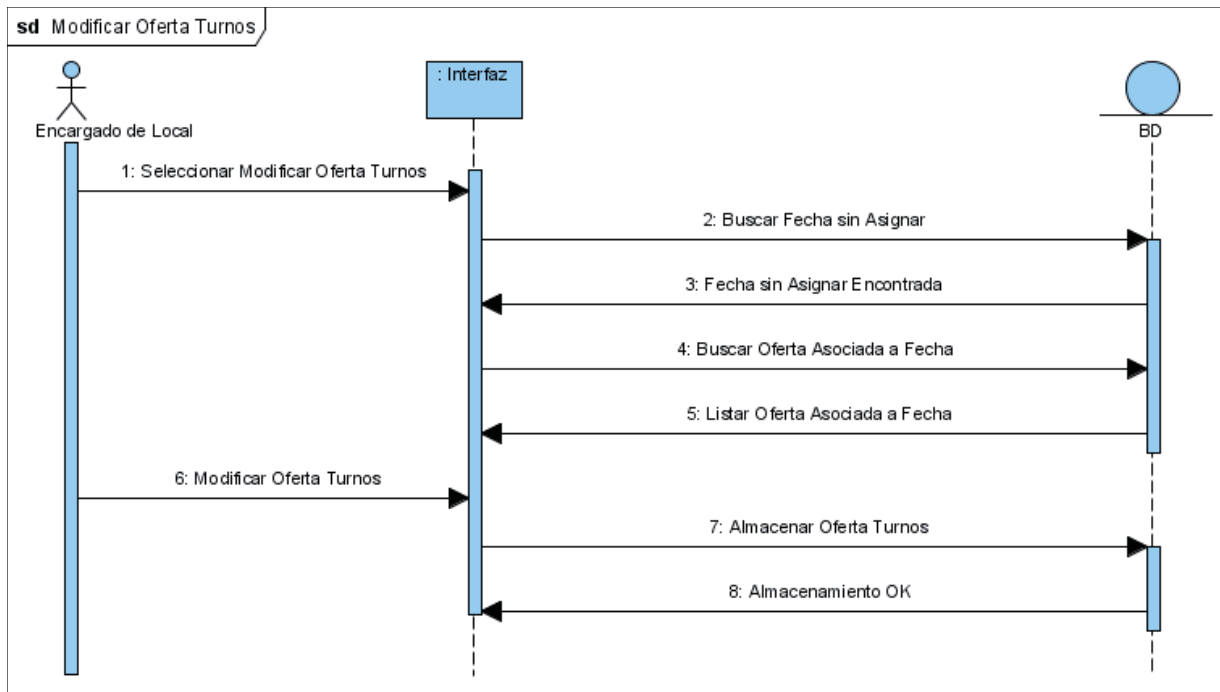 sd Modificar Oferta Turnos
: Interfaz
Encargado de Local
BD
1: Seleccionar Modificar Oferta Turnos
2: Buscar Fecha sin Asignar
3: Fecha sin Asignar Encontrada
4: Buscar Oferta Asociada a Fecha
5: Listar Oferta Asociada a Fecha
6: Modificar Oferta Turnos
7: Almacenar Oferta Turnos
8: Almacenamiento OK